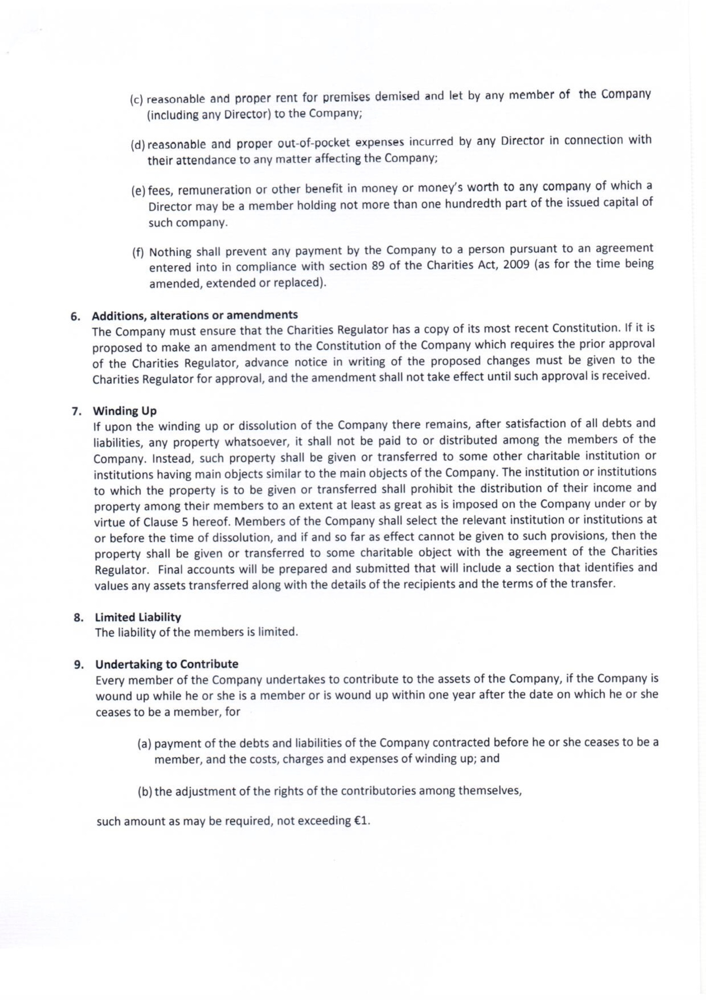 (c) reasonable and proper rent for premises demised and let by any member of the Company
(including any Director) to the Company;
(d) reasonable and proper out-of-pocket expenses incurred by any Director in connection with
their attendance to any matter affecting the Company;
(e) fees, remuneration or other benefit in money or money's worth to any company of which a
Director may be a member holding not more than one hundredth part of the issued capital of
such company.
(f) Nothing shall prevent any payment by the Company to a person pursuant to an agreement
entered into in compliance with section 89 of the Charities Act, 2009 (as for the time being
amended, extended or replaced).
6. Additions, alterations or amendments
The Company must ensure that the Charities Regulator has a copy of its most recent Constitution. If it is
proposed to make an amendment to the Constitution of the Company which requires the prior approval
of the Charities Regulator, advance notice in writing of the proposed changes must be given to the
Charities Regulator for approval, and the amendment shall not take effect until such approval is received.
7. Winding Up
If upon the winding up or dissolution of the Company there remains, after satisfaction of all debts and
liabilities, any property whatsoever, it shall not be paid to or distributed among the members of the
Company. Instead, such property shall be given or transferred to some other charitable institution or
institutions having main objects similar to the main objects of the Company. The institution or institutions
to which the property is to be given or transferred shall prohibit the distribution of their income and
property among their members to an extent at least as great as is imposed on the Company under or by
virtue of Clause 5 hereof. Members of the Company shall select the relevant institution or institutions at
or before the time of dissolution, and if and so far as effect cannot be given to such provisions, then the
property shall be given or transferred to some charitable object with the agreement of the Charities
Regulator. Final accounts will be prepared and submitted that will include a section that identifies and
values any assets transferred along with the details of the recipients and the terms of the transfer.
8. Limited Liability
The liability of the members is limited.
9. Undertaking to Contribute
Every member of the Company undertakes to contribute to the assets of the Company, if the Company is
wound up while he or she is a member or is wound up within one year after the date on which he or she
ceases to be a member, for
(a) payment of the debts and liabilities of the Company contracted before he or she ceases to be a
member, and the costs, charges and expenses of winding up; and
(b) the adjustment of the rights of the contributories among themselves,
such amount as may be required, not exceeding €1.